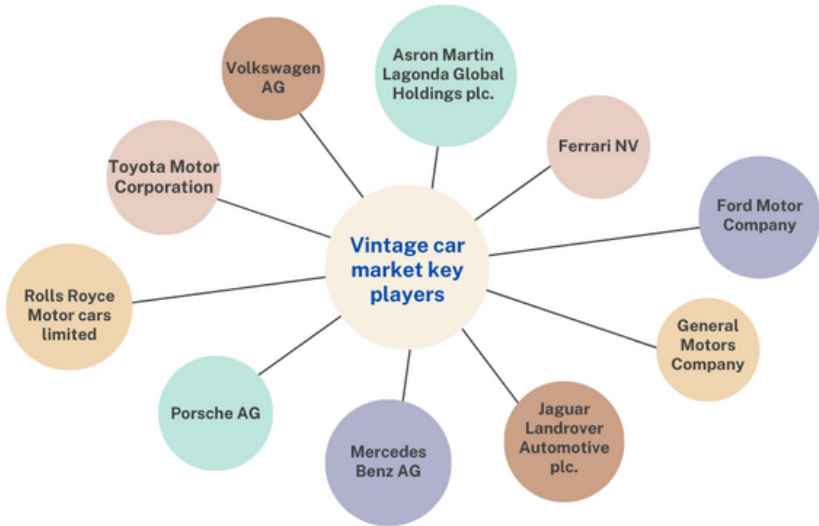 Asron Martin
Lagonda Global
Holdings plc.
Volkswagen
AG
Ferrari NV
Toyota Motor
Corporation
Ford Motor
Company
Vintage car
market key
players
Rolls Royce
Motor cars
limited
General
Motors
Company
Porsche AG
Jaguar
Landrover
Automotive
plc.
Mercedes
Benz AG